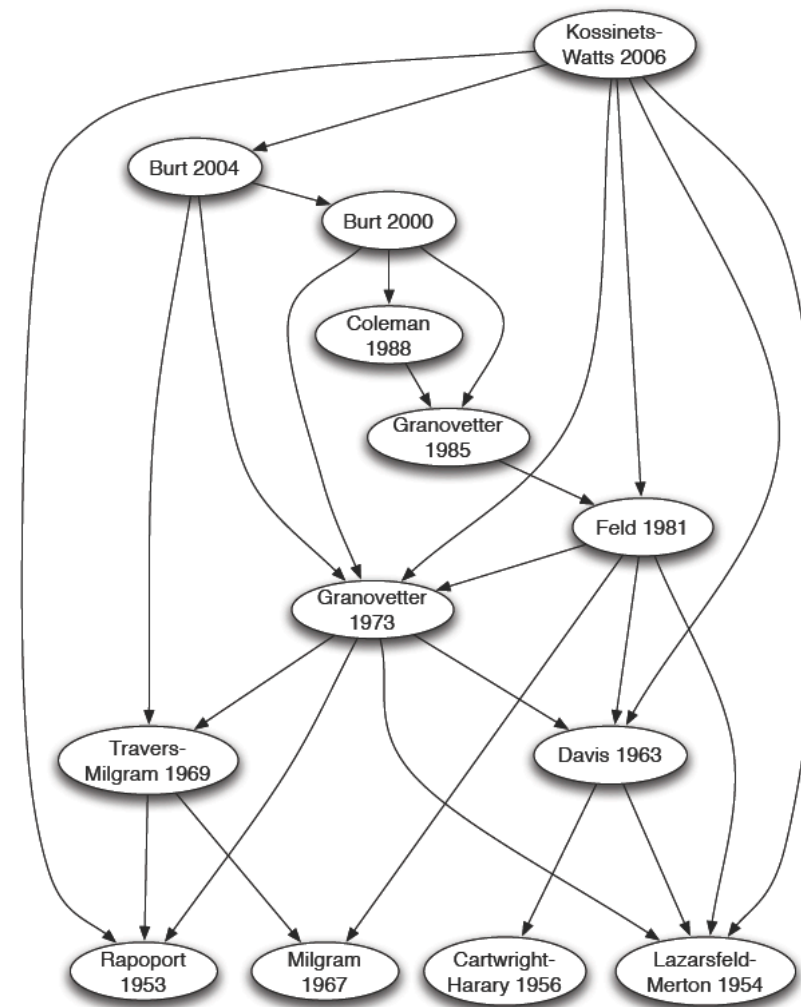 Kossinets-
Watts 2006
Burt 2004
Burt 2000
Coleman
1988
Granovetter
1985
Feld 1981
Granovetter
1973
Travers-
Milgram 1969
Davis 1963
Rapoport
1953
Milgram
1967
Cartwright-
Harary 1956
Lazarsfeld-
Merton 1954